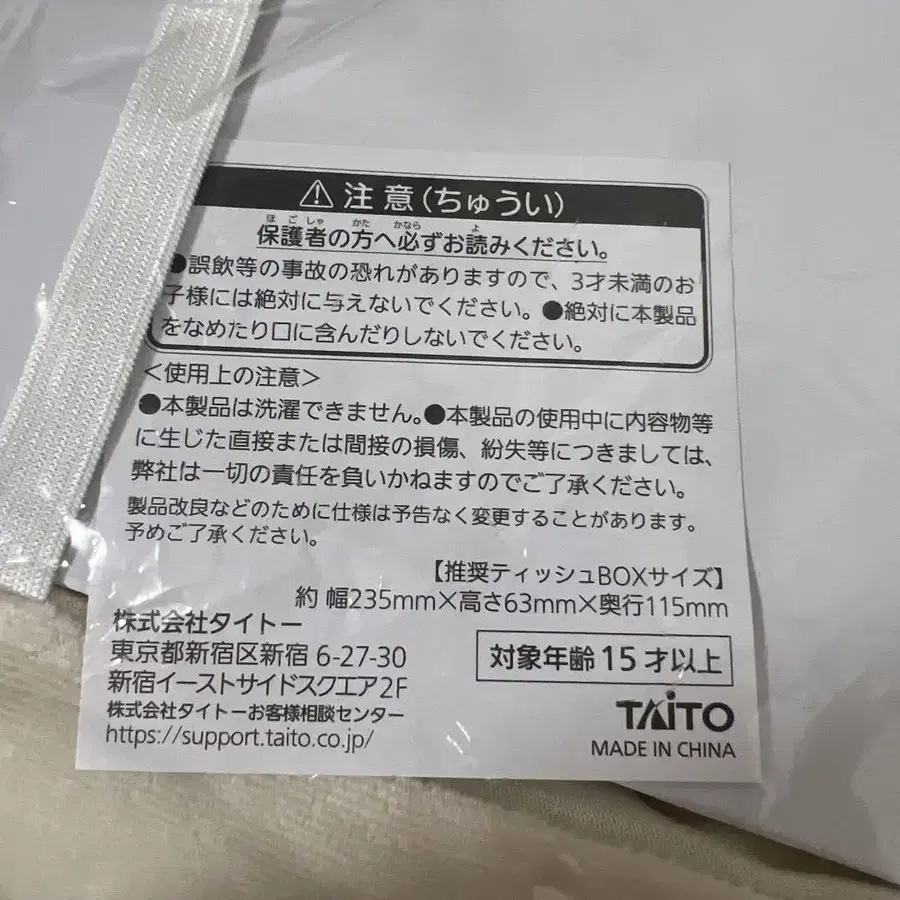 ⚠ 注意(ちゅうい)
保護者の方へ必ずお読みください。
●誤飲等の事故の恐れがありますので、3才未満のお
子様には絶対に与えないでください。●絶対に本製品
をなめたり口に含んだりしないでください。
＜使用上の注意＞
●本製品は洗濯できません。●本製品の使用中に内容物等
に生じた直接または間接の損傷、紛失等につきましては、
弊社は一切の責任を負いかねますのでご了承ください。
製品改良などのために仕様は予告なく変更することがあります。
予めご了承ください。
【推奨ティッシュBOXサイズ】
約 幅235mm×高さ63mm×奥行115mm
株式会社タイトー
東京都新宿区新宿 6-27-30
新宿イーストサイドスクエア2F
株式会社タイトーお客様相談センター
https://support.taito.co.jp/
対象年齢 15 才以上
TAITO
MADE IN CHINA